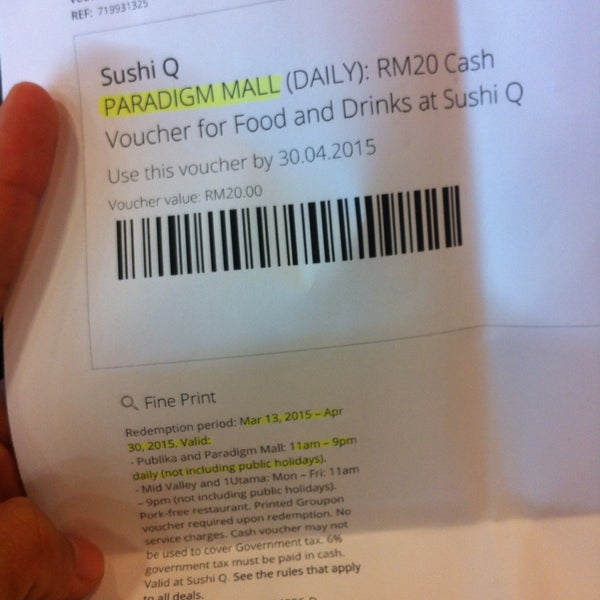 REF: 719931325
Sushi Q
PARADIGM MALL (DAILY): RM20 Cash
Voucher for Food and Drinks at Sushi Q
Use this voucher by 30.04.2015
Voucher value: RM20.00
Fine Print
Redemption period: Mar 13, 2015 – Apr
30, 2015. Valid:
- Publika and Paradigm Mall: 11am – 9pm
daily (not including public holidays).
- Mid Valley and 1Utama: Mon – Fri: 11am
– 9pm (not including public holidays).
Pork-free restaurant. Printed Groupon
voucher required upon redemption. No
service charges. Cash voucher may not
be used to cover Government tax. 6%
government tax must be paid in cash.
Valid at Sushi Q. See the rules that apply
to all deals.